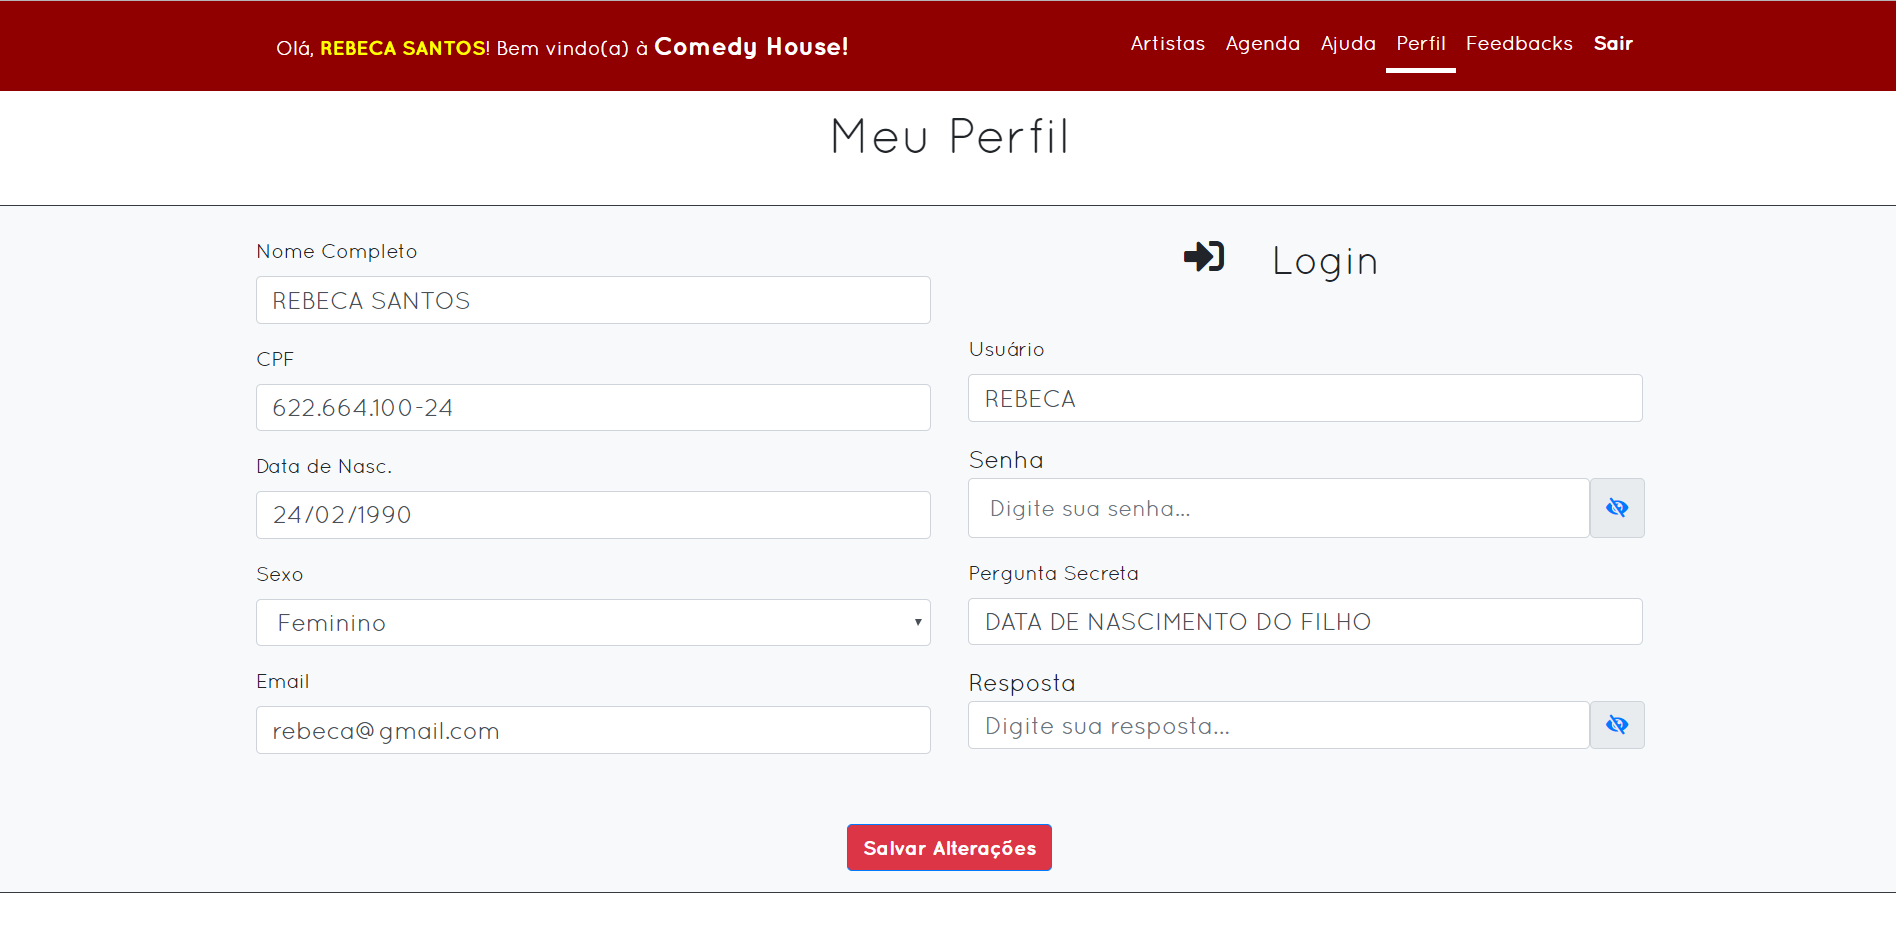 Olá, REBECA SANTOS! Bem vindo(a) à Comedy House!
Artistas Agenda Ajuda Perfil Feedbacks Sair
Meu Perfil
Nome Completo
REBECA SANTOS
CPF
622.664.100-24
Data de Nasc.
24/02/1990
Sexo
Feminino
Email
rebeca@gmail.com
Login
Usuário
REBECA
Senha
Digite sua senha...
Pergunta Secreta
DATA DE NASCIMENTO DO FILHO
Resposta
Digite sua resposta...
Salvar Alterações